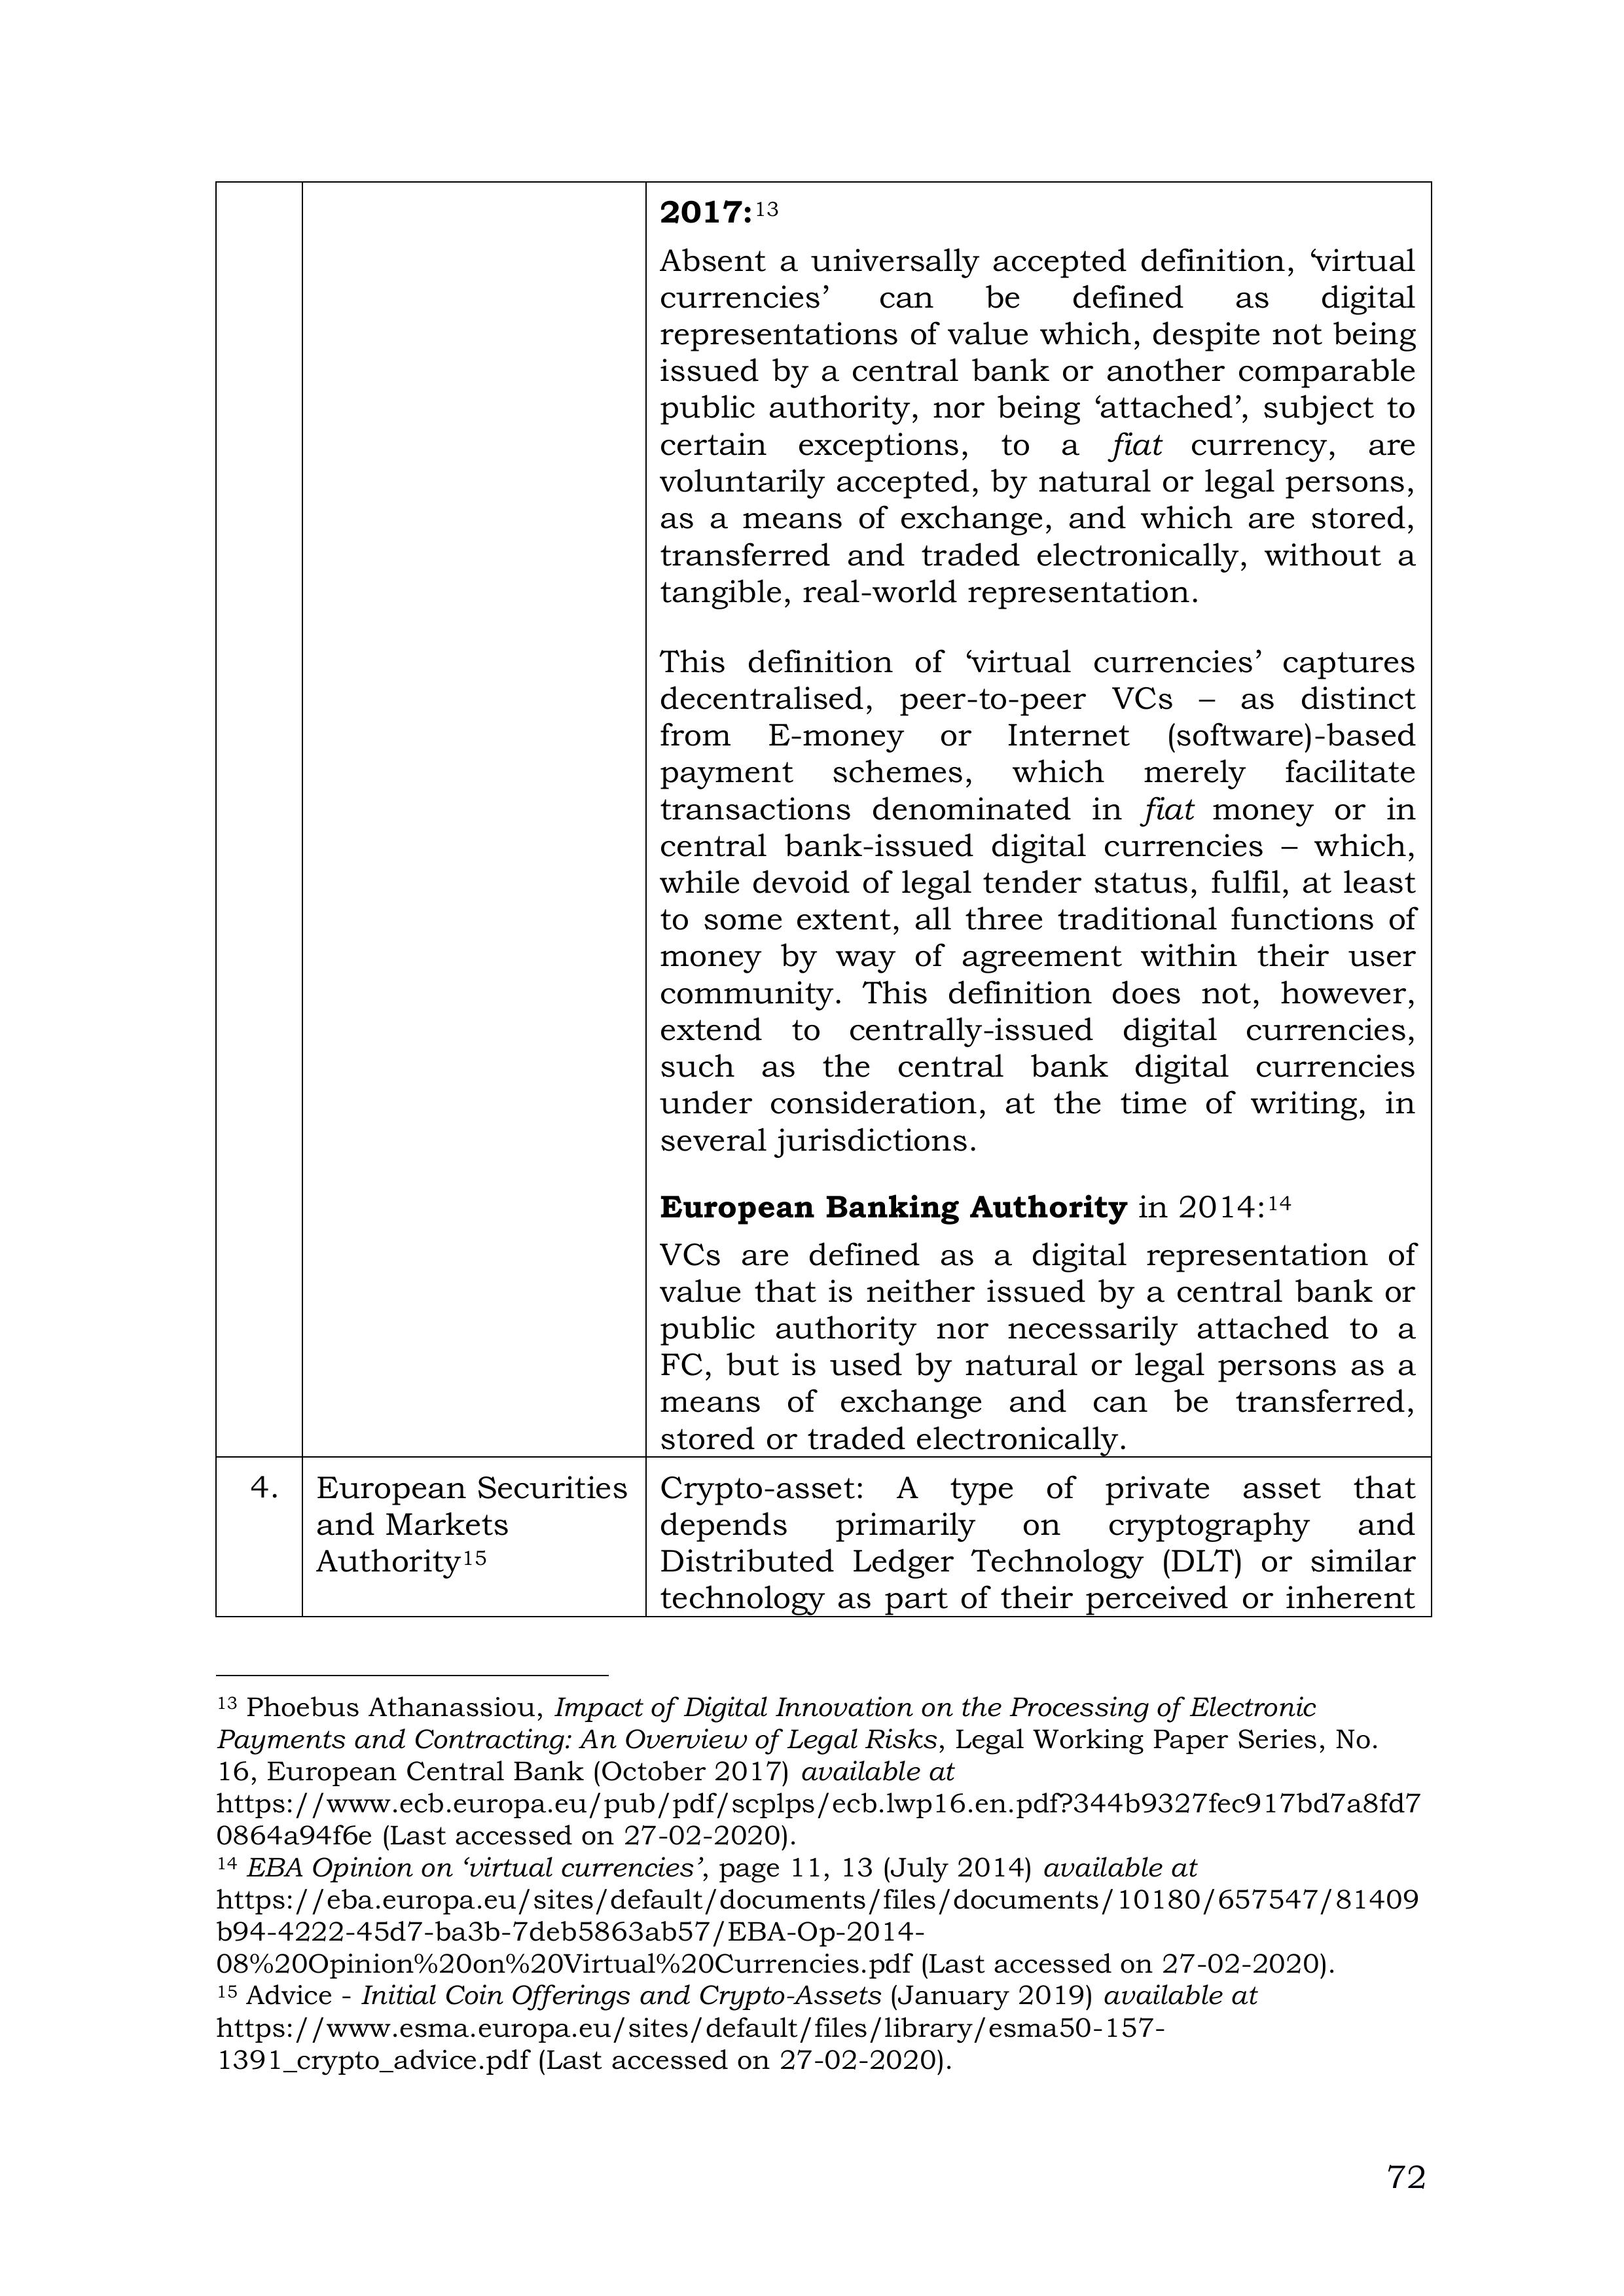 2017:13
Absent a universally accepted definition, ‘virtual
currencies’ can be defined as digital
representations of value which, despite not being
issued by a central bank or another comparable
public authority, nor being ‘attached’, subject to
certain exceptions, to a fiat currency, are
voluntarily accepted, by natural or legal persons,
as a means of exchange, and which are stored,
transferred and traded electronically, without a
tangible, real-world representation.
This definition of ‘virtual currencies’ captures
decentralised, peer-to-peer VCs – as distinct
from E-money or Internet (software)-based
payment schemes, which merely facilitate
transactions denominated in fiat money or in
central bank-issued digital currencies – which,
while devoid of legal tender status, fulfil, at least
to some extent, all three traditional functions of
money by way of agreement within their user
community. This definition does not, however,
extend to centrally-issued digital currencies,
such as the central bank digital currencies
under consideration, at the time of writing, in
several jurisdictions.
European Banking Authority in 2014:14
VCs are defined as a digital representation of
value that is neither issued by a central bank or
public authority nor necessarily attached to a
FC, but is used by natural or legal persons as a
means of exchange and can be transferred,
stored or traded electronically.
4.
European Securities
and Markets
Authority15
Crypto-asset: A type of private asset that
depends primarily on cryptography and
Distributed Ledger Technology (DLT) or similar
technology as part of their perceived or inherent
13 Phoebus Athanassiou, Impact of Digital Innovation on the Processing of Electronic
Payments and Contracting: An Overview of Legal Risks, Legal Working Paper Series, No.
16, European Central Bank (October 2017) available at
https://www.ecb.europa.eu/pub/pdf/scplps/ecb.lwp16.en.pdf?344b9327fec917bd7a8fd7
0864a94f6e (Last accessed on 27-02-2020).
14 EBA Opinion on ‘virtual currencies’, page 11, 13 (July 2014) available at
https://eba.europa.eu/sites/default/documents/files/documents/10180/657547/81409
b94-4222-45d7-ba3b-7deb5863ab57/EBA-Op-2014-
08%20Opinion%20on%20Virtual%20Currencies.pdf (Last accessed on 27-02-2020).
15 Advice - Initial Coin Offerings and Crypto-Assets (January 2019) available at
https://www.esma.europa.eu/sites/default/files/library/esma50-157-
1391_crypto_advice.pdf (Last accessed on 27-02-2020).
72